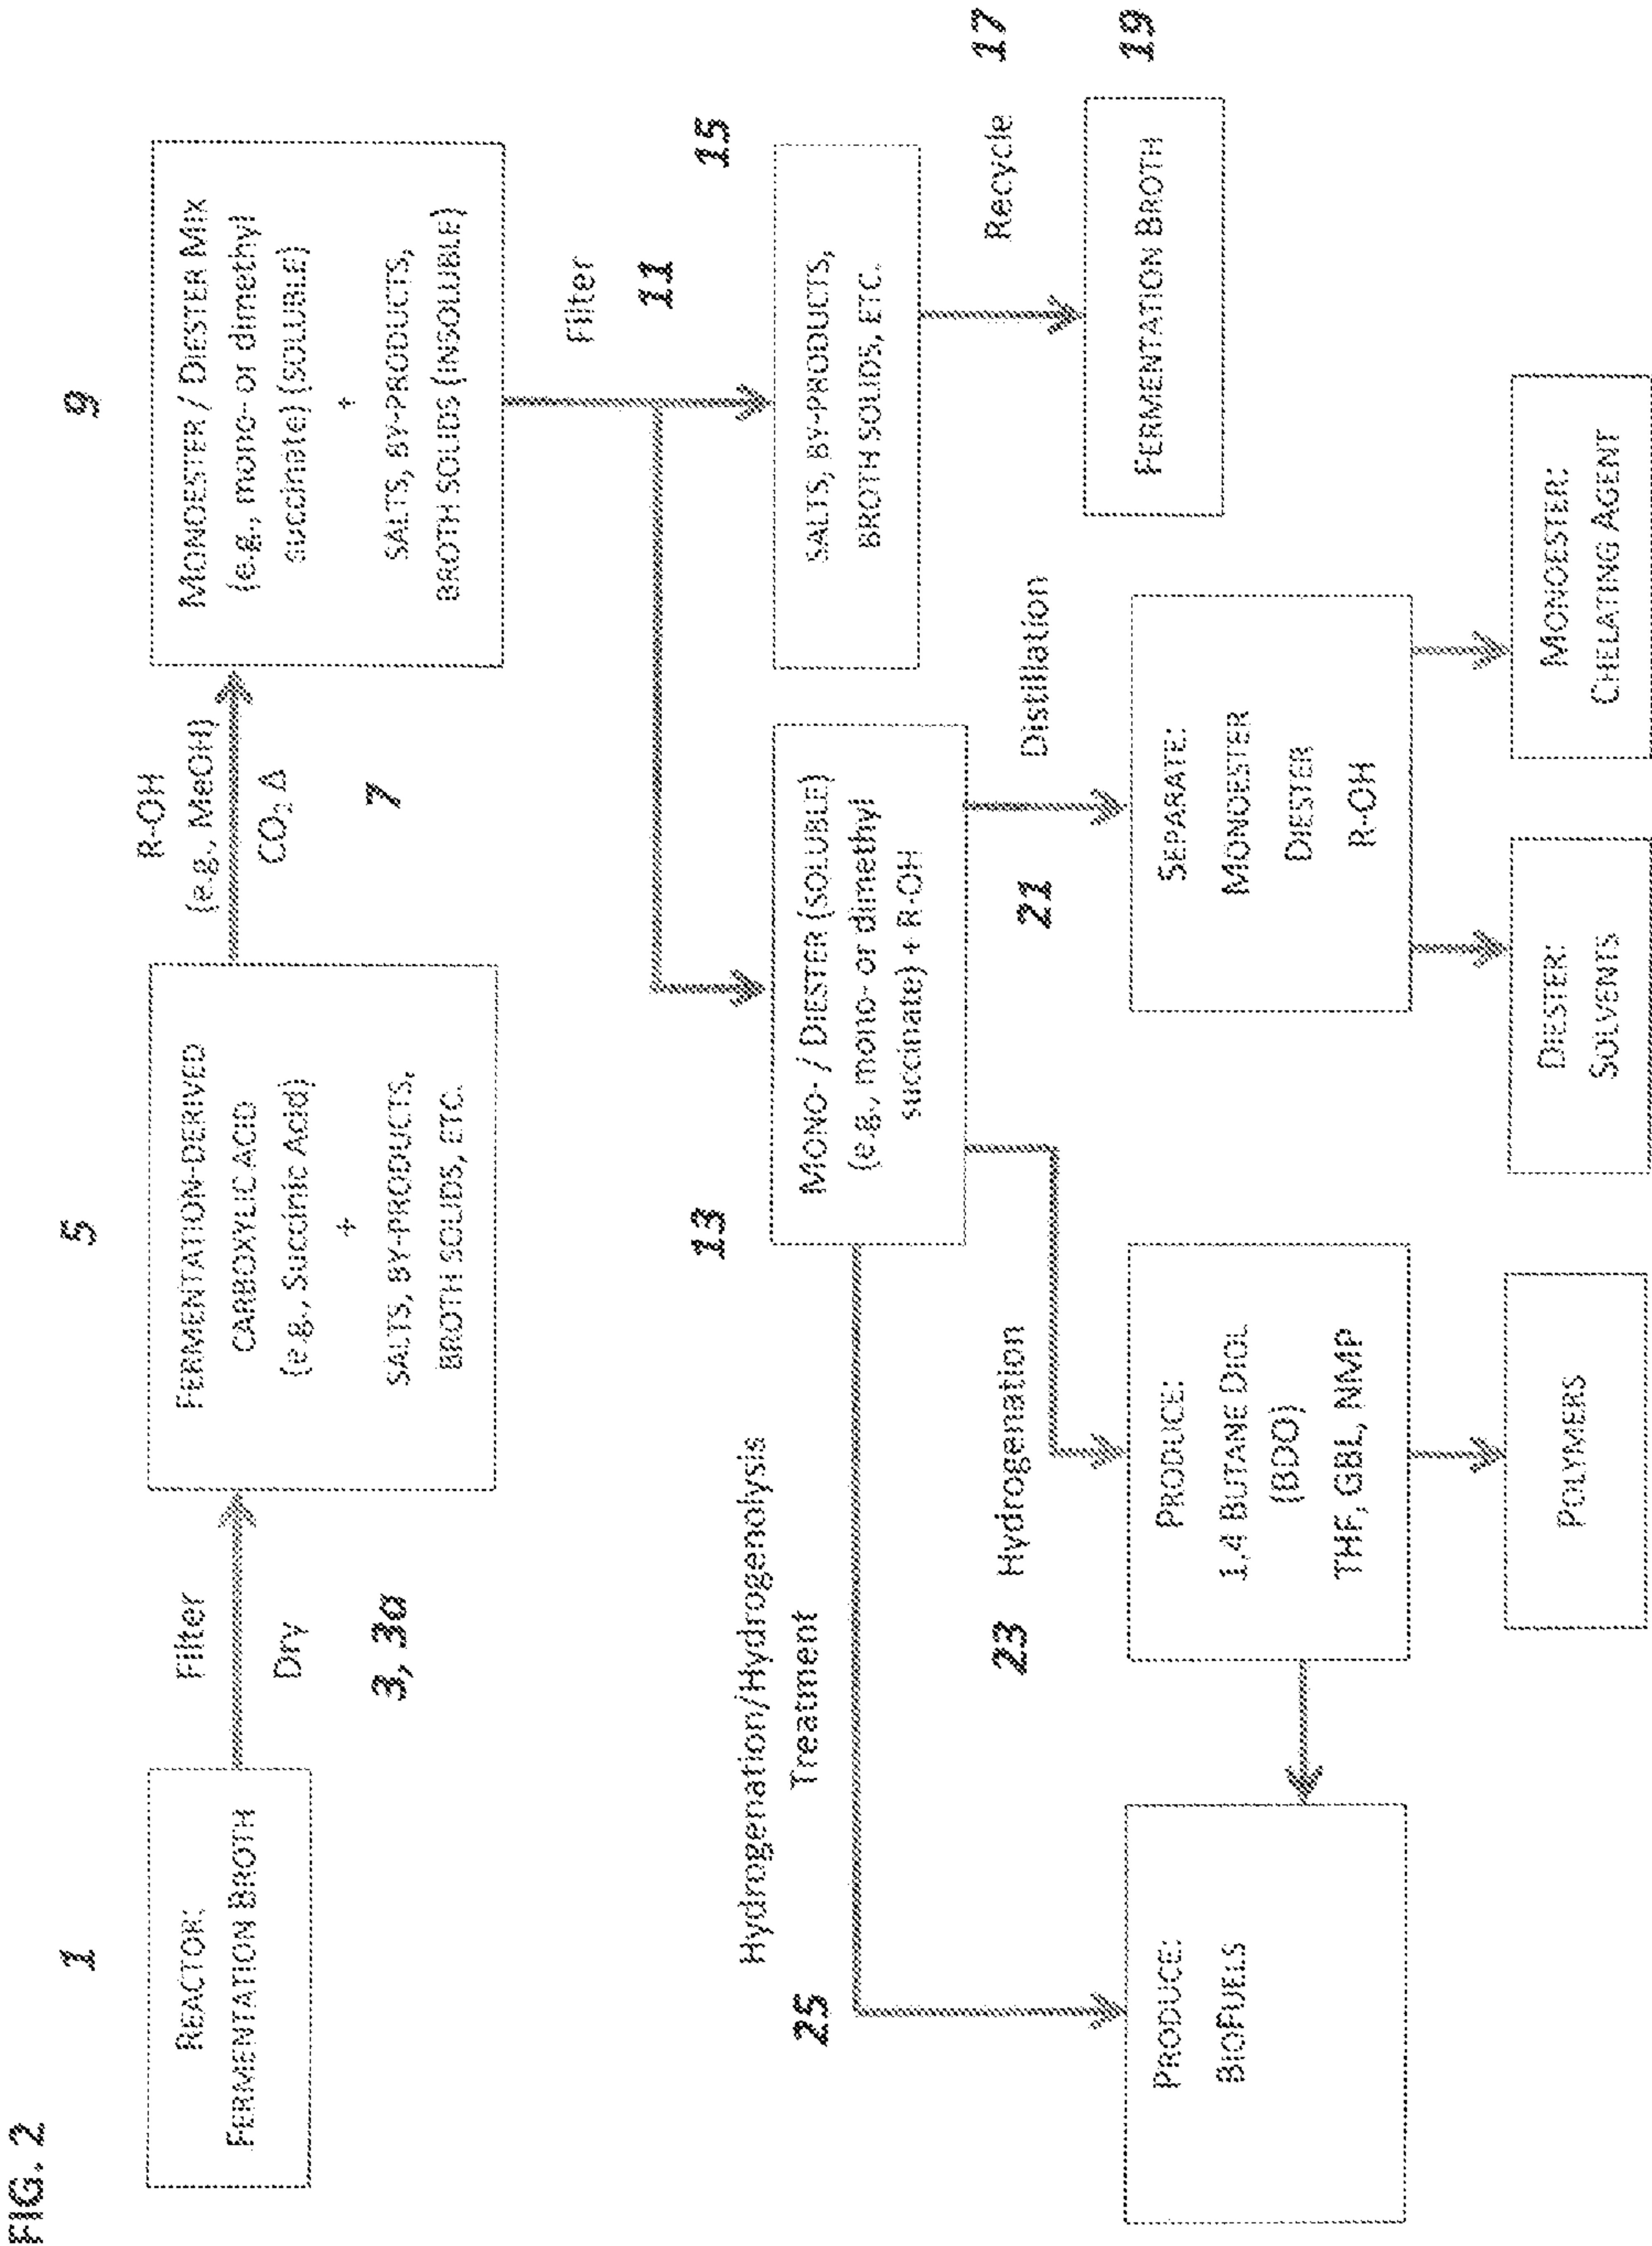 FIG. 2
1
REACTOR:
FERMENTATION BROTH
Filter
Dry
3, 3a
5
FERMENTATION-DERIVED
CARBOXYLIC ACID
(e.g., Succinic Acid)
+
SALTS, BY-PRODUCTS,
BROTH SOLIDS, ETC.
R-OH
(e.g., MeOH)
CO₂ Δ
7
9
MONOESTER / DIESTER MIX
(e.g., mono- or dimethyl
succinate) (SOLUBLE)
+
SALTS, BY-PRODUCTS,
BROTH SOLIDS (INSOLUBLE)
Filter
11
13
MONO- / DIESTER (SOLUBLE)
(e.g., mono- or dimethyl
succinate) + R-OH
15
SALTS, BY-PRODUCTS,
BROTH SOLIDS, ETC.
Recycle
17
19
FERMENTATION BROTH
Hydrogenation/Hydrogenolysis
Treatment
25
23
Hydrogenation
21
Distillation
PRODUCE:
BIOFUELS
PRODUCE:
1,4 BUTANE DIOL
(BDO)
THF, GBL, NMP
SEPARATE:
MONOESTER
DIESTER
R-OH
POLYMERS
DIESTER:
SOLVENTS
MONOESTER:
CHELATING AGENT